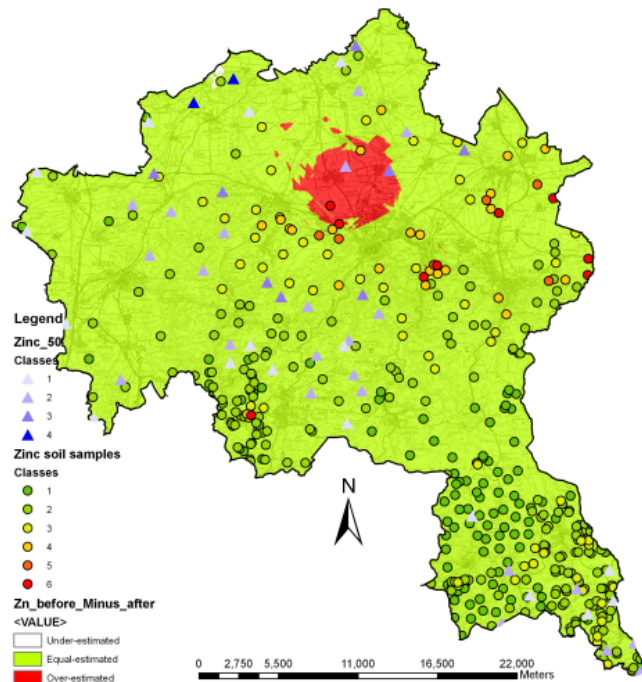 Legend
Zinc_50
Classes
1
2
3
4
Zinc soil samples
Classes
1
2
3
4
5
6
Zn_before_Minus_after
<VALUE>
Under-estimated
Equal-estimated
Over-estimated
N
0 2,750 5,500 11,000 16,500 22,000
Meters